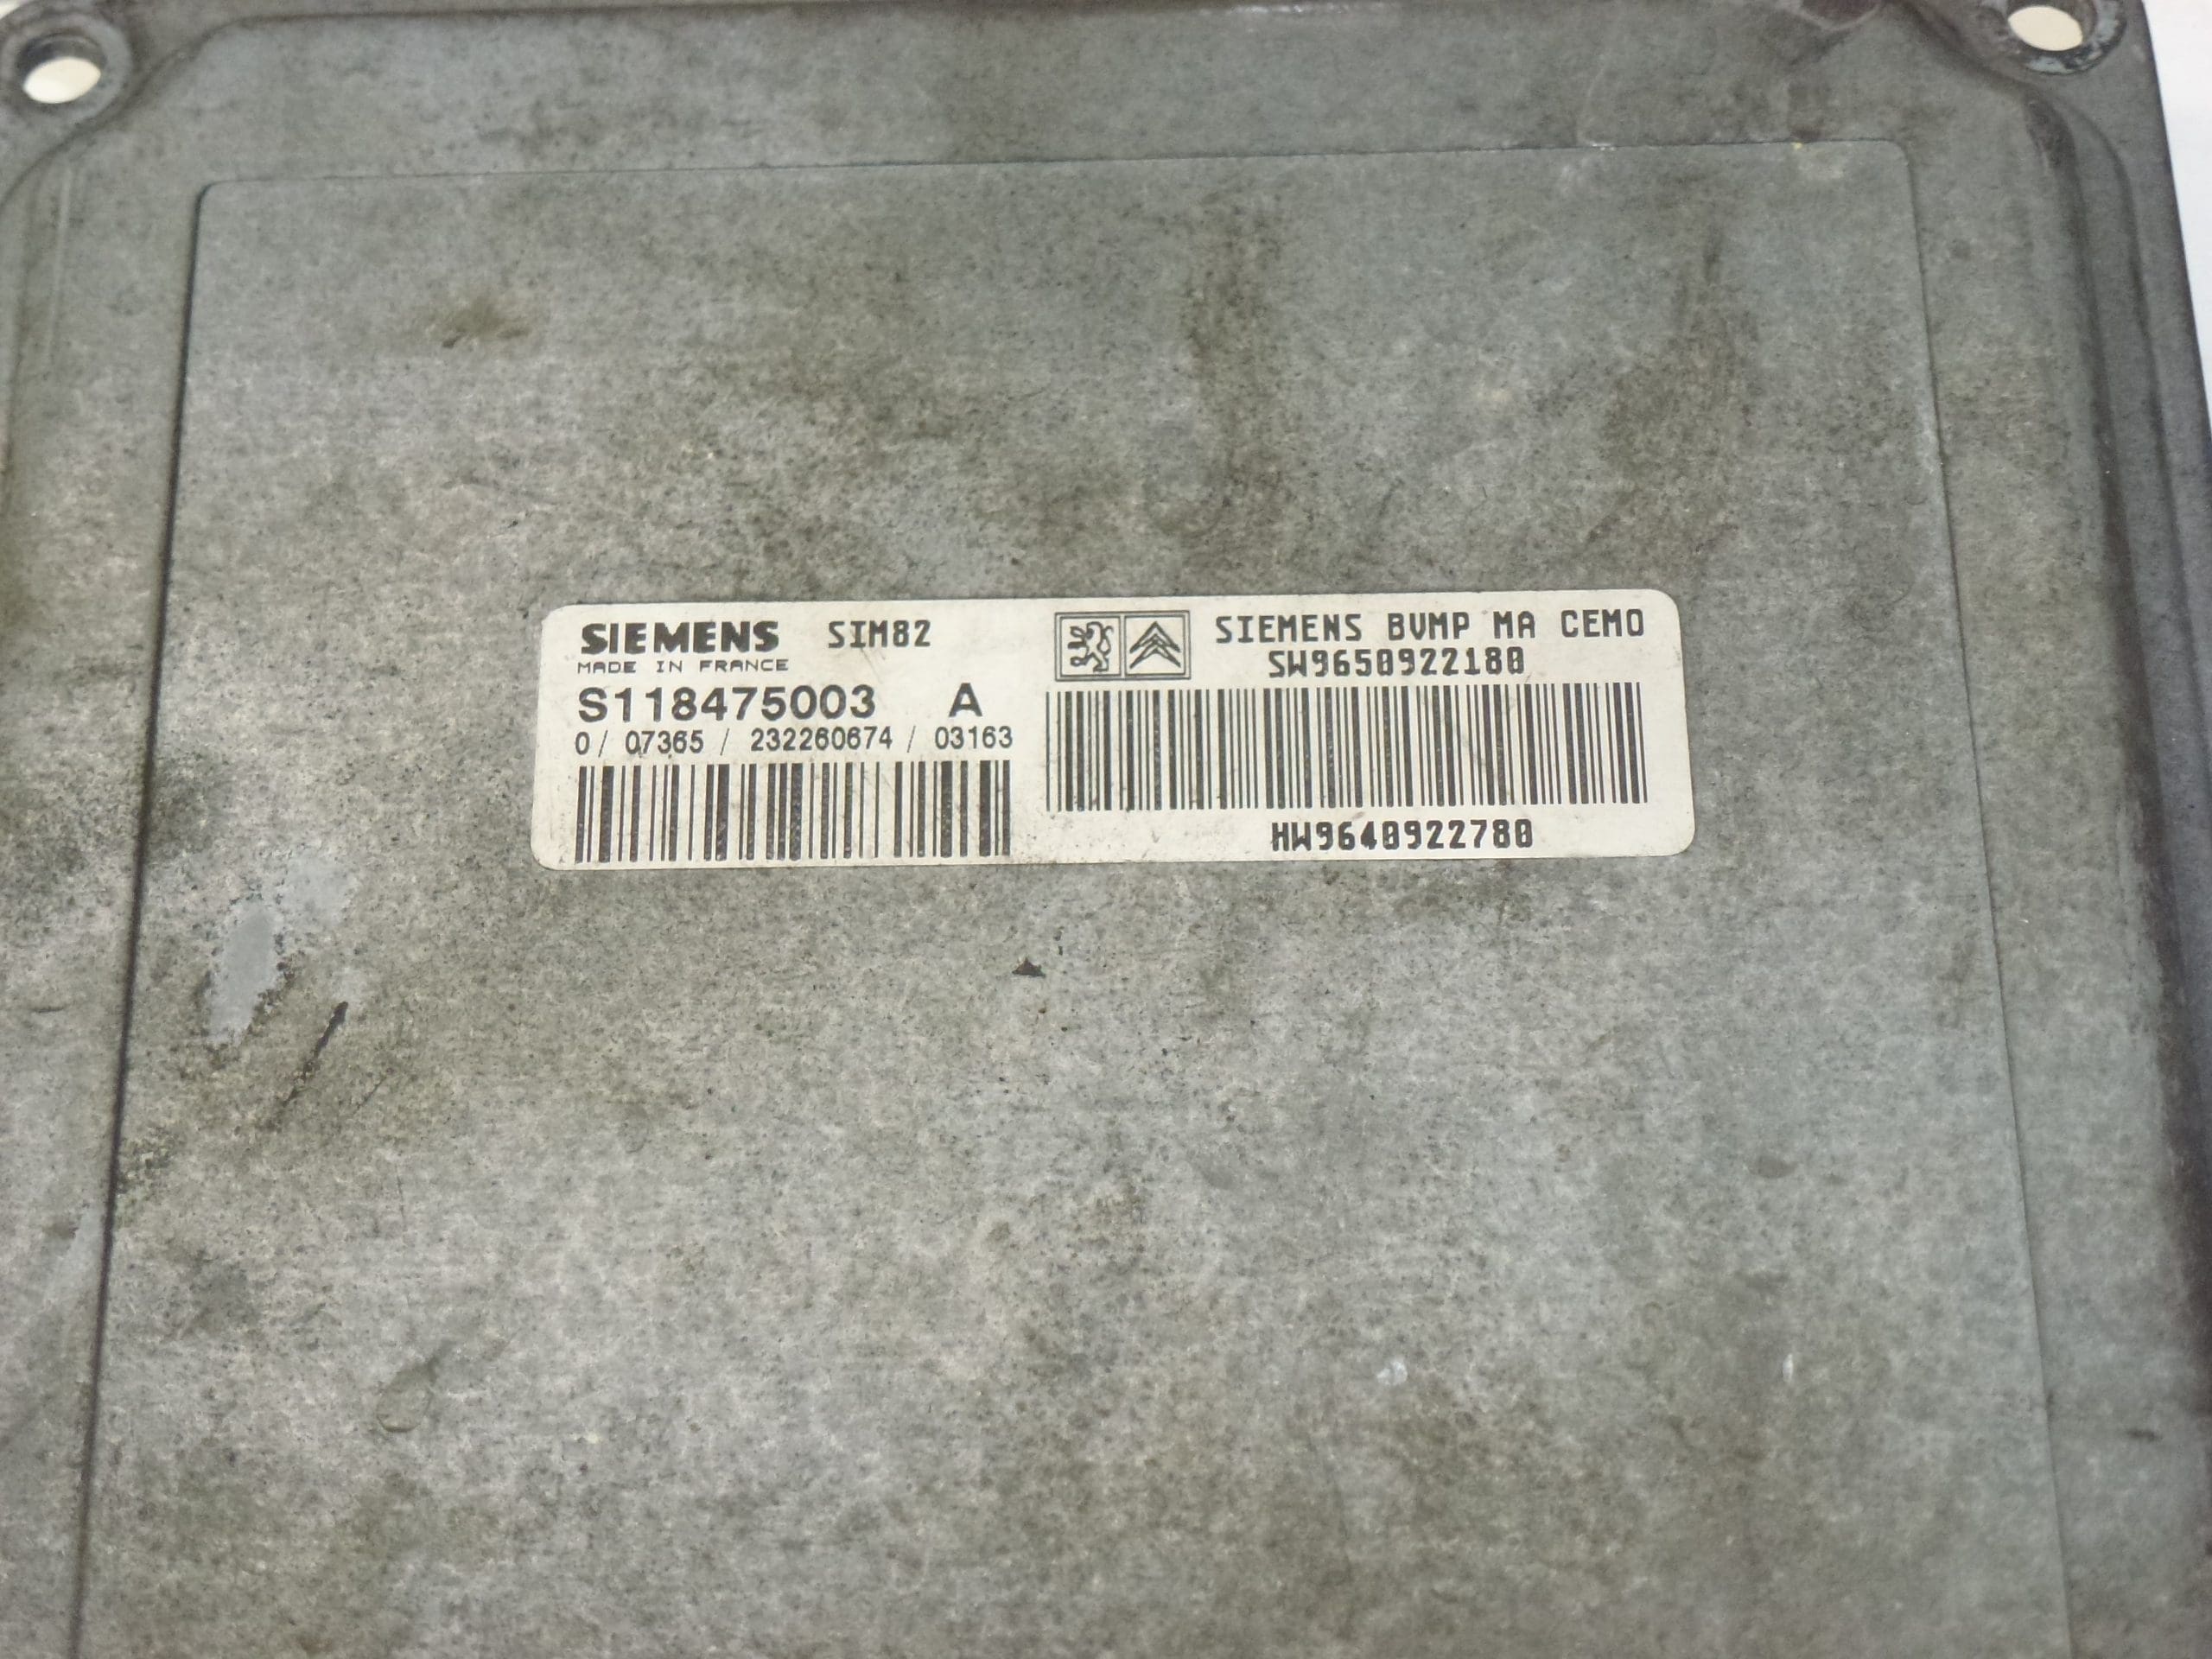 SIEMENS SIM82
MADE IN FRANCE
S118475003 A
0/ 07365 / 232260674 / 03163
SIEMENS BVMP MA CEMO
SW9650922180
HW9640922780